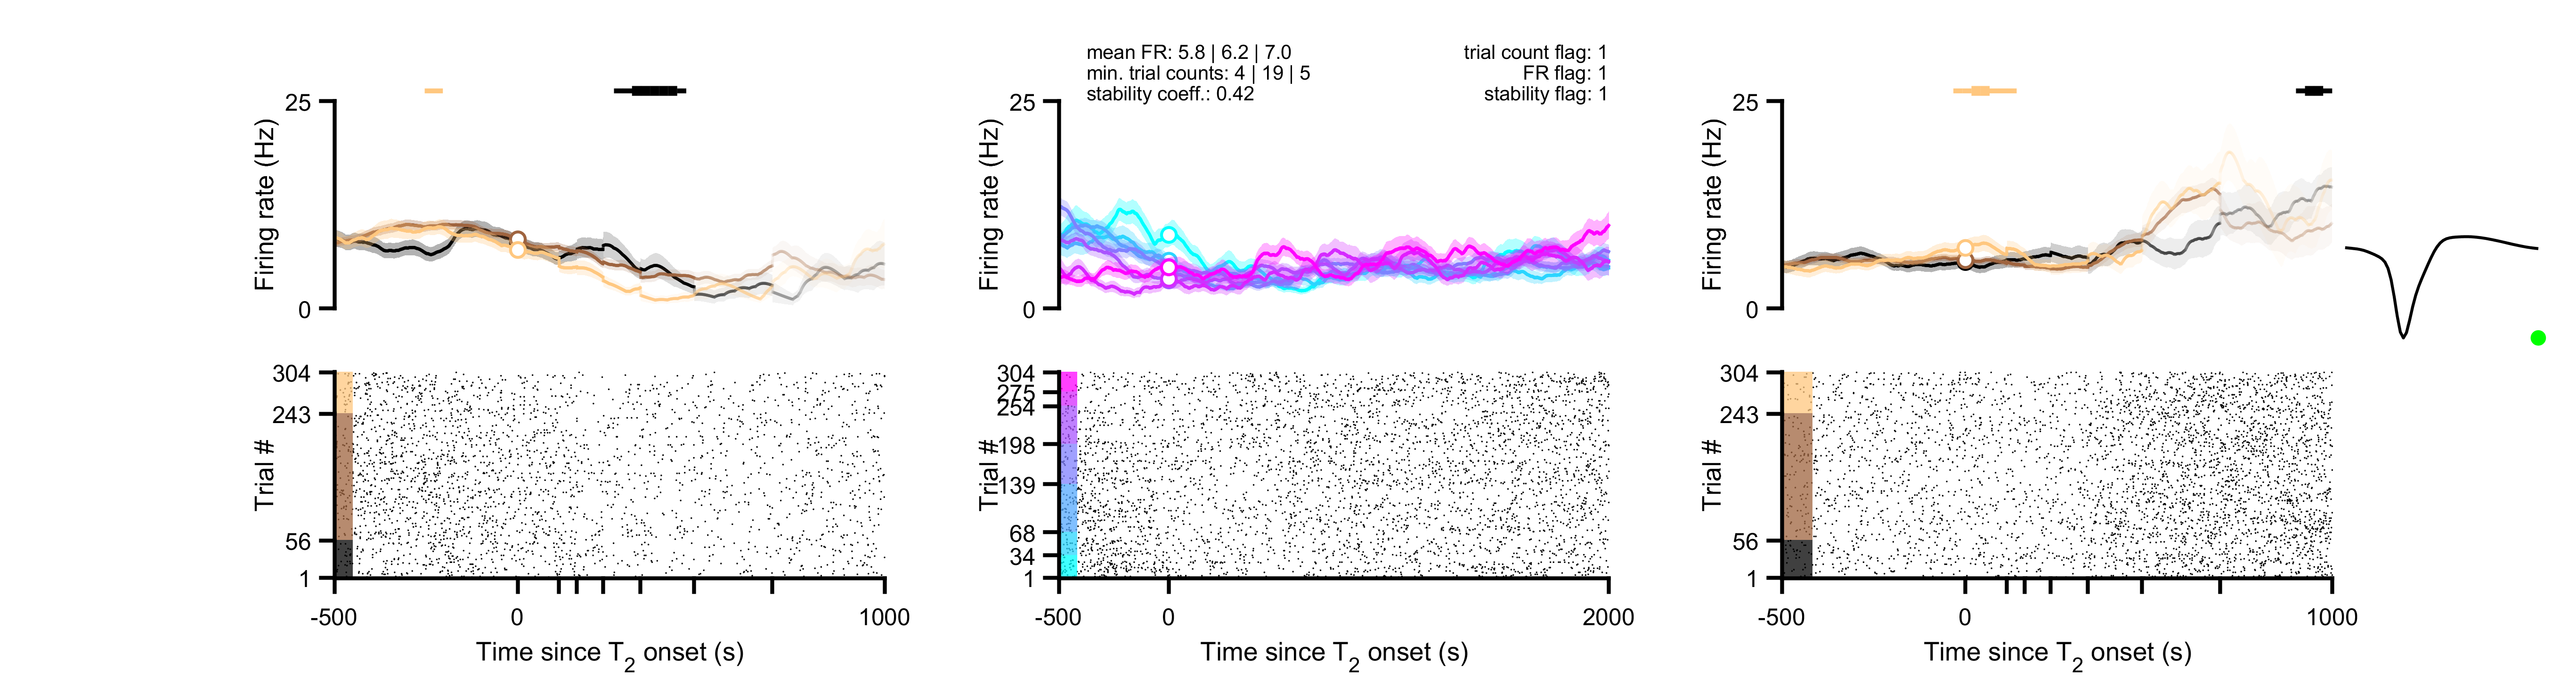 mean FR: 5.8 | 6.2 | 7.0
min. trial counts: 4 | 19 | 5
stability coeff.: 0.42
trial count flag: 1
FR flag: 1
stability flag: 1
25
0
Firing rate (Hz)
304
243
56
1
Trial #
-500
0
1000
Time since T2 onset (s)
25
0
Firing rate (Hz)
304
275
254
198
139
68
34
1
Trial #
-500
0
2000
Time since T2 onset (s)
25
0
Firing rate (Hz)
304
243
56
1
Trial #
-500
0
1000
Time since T2 onset (s)